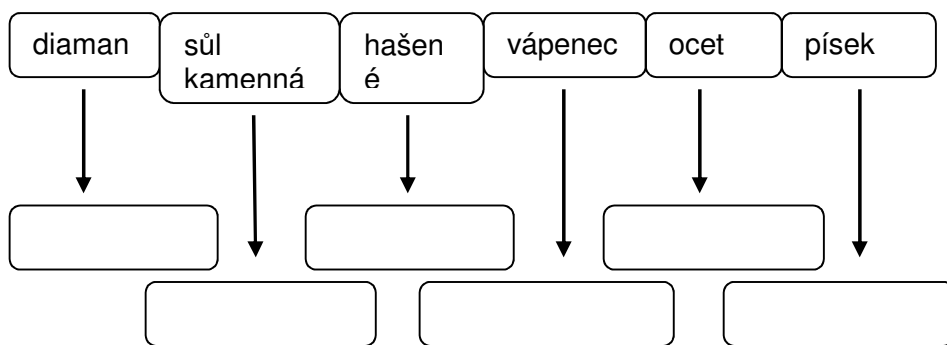 diaman
sůl
kamenná
hašen
é
vápenec
ocet
písek